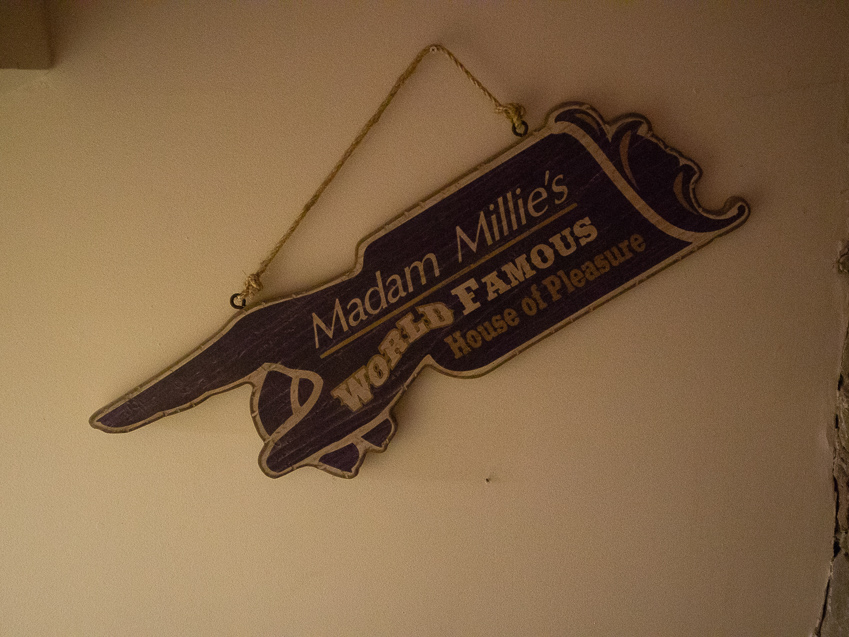 Madam Millie's
WORLD FAMOUS
House of Pleasure